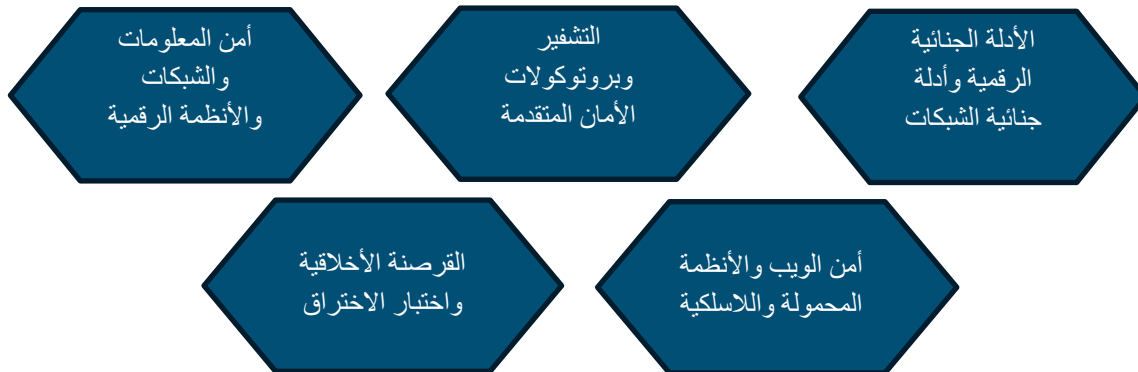 الأدلة الجنائية
الرقمية وأدلة
جنائية الشبكات
التشفير
وبروتوكولات
الأمان المتقدمة
أمن المعلومات
والشبكات
والأنظمة الرقمية
أمن الويب والأنظمة
المحمولة واللاسلكية
القرصنة الأخلاقية
واختبار الاختراق